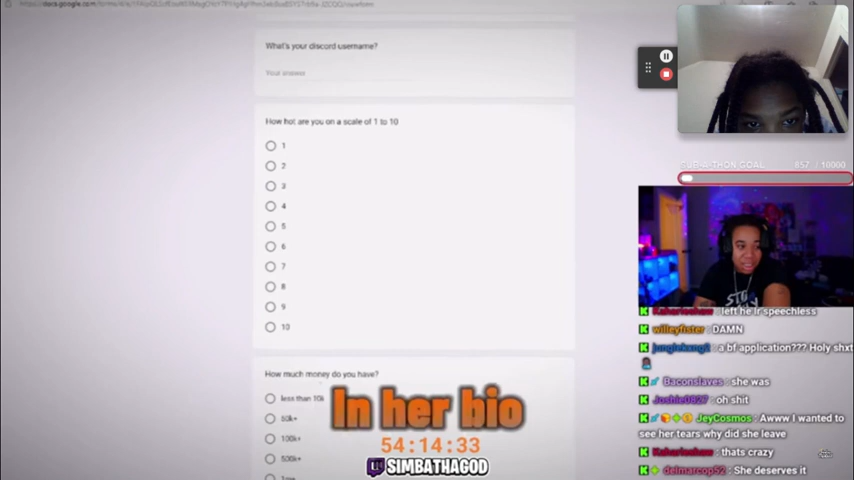 What's your discord username?
Your answer
How hot are you on a scale of 1 to 10
1
2
3
4
5
6
7
8
9
10
How much money do you have?
less than 10k
50k+
100k+
500k+
In her bio
54:14:33
SIMBATHAGOD
SUB-A-THON GOAL 857 / 10000
: left he lr speechless
willeyfister : DAMN
: a bf application??? Holy shxt
Baconslaves : she was
: oh shit
JeyCosmos : Awww I wanted to
see her tears why did she leave
: thats crazy
delmarcop52 : She deserves it